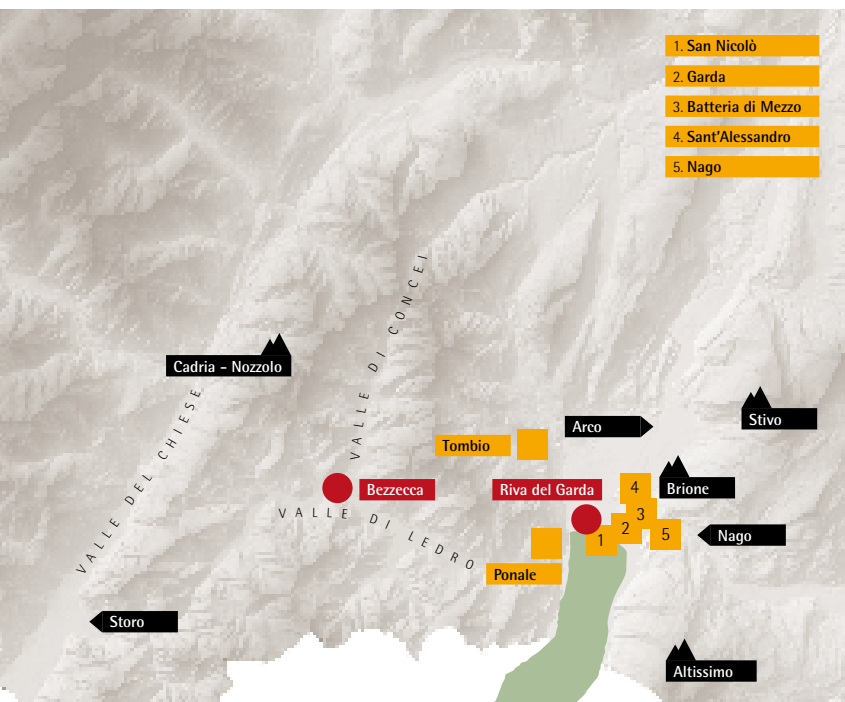 1. San Nicolò
2. Garda
3. Batteria di Mezzo
4. Sant'Alessandro
5. Nago
VALLE DI CONCEI
Cadria - Nozzolo
VALLE DEL CHIESE
Stivo
Arco
Tombio
Brione
Bezzecca
Riva del Garda
4
3
2
1
5
VALLE DI LEDRO
Nago
Ponale
Storo
Altissimo